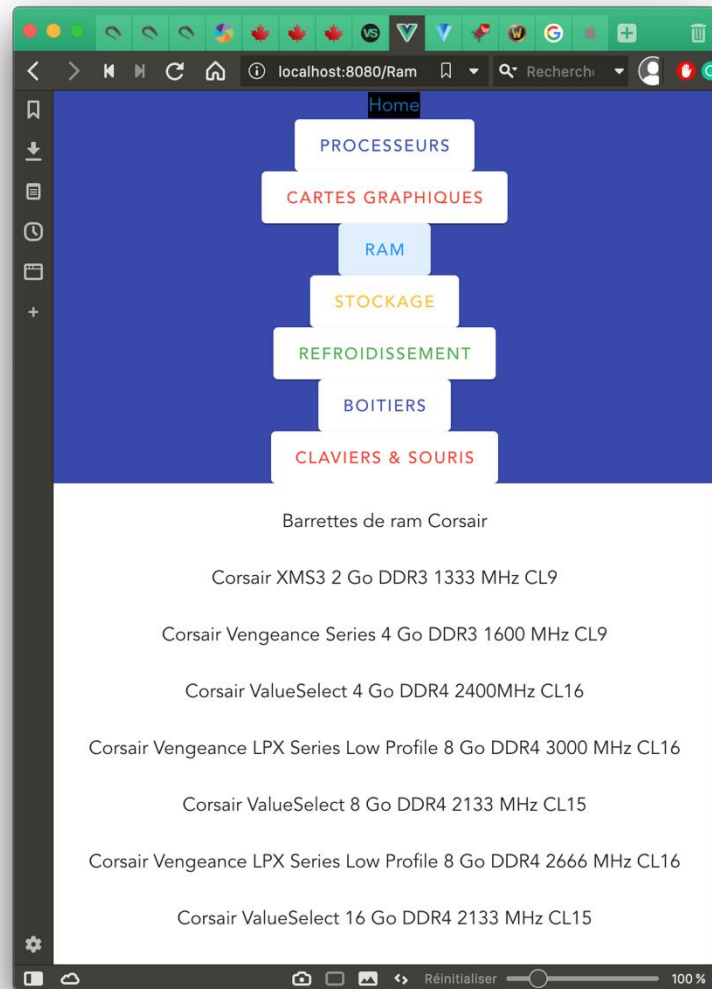 VS
W
G
localhost:8080/Ram
Recherch
Home
PROCESSEURS
CARTES GRAPHIQUES
RAM
STOCKAGE
REFROIDISSEMENT
BOITIERS
CLAVIERS & SOURIS
Barrettes de ram Corsair
Corsair XMS3 2 Go DDR3 1333 MHz CL9
Corsair Vengeance Series 4 Go DDR3 1600 MHz CL9
Corsair ValueSelect 4 Go DDR4 2400MHz CL16
Corsair Vengeance LPX Series Low Profile 8 Go DDR4 3000 MHz CL16
Corsair ValueSelect 8 Go DDR4 2133 MHz CL15
Corsair Vengeance LPX Series Low Profile 8 Go DDR4 2666 MHz CL16
Corsair ValueSelect 16 Go DDR4 2133 MHz CL15
Réinitialiser 100 %